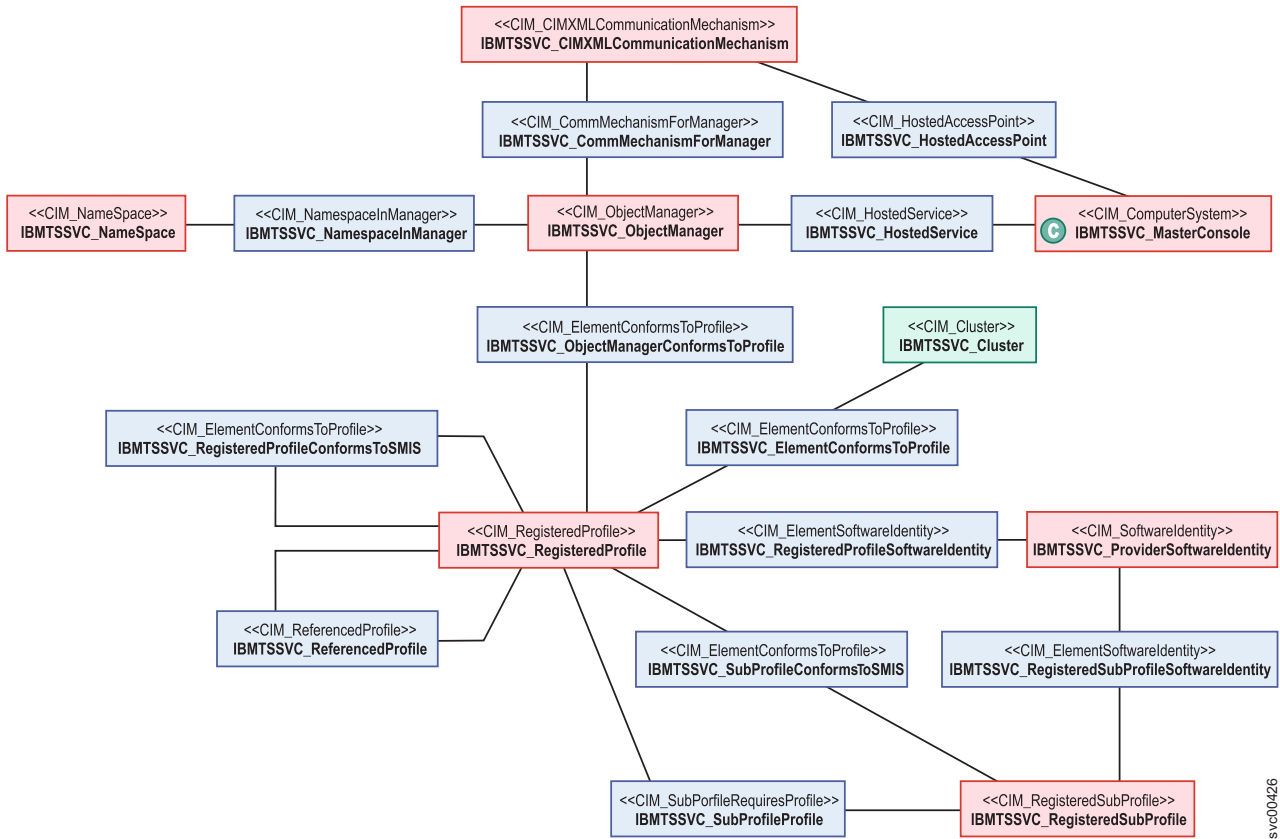 <<CIM_CIMXMLCommunicationMechanism>>
IBMTSSVC_CIMXMLCommunicationMechanism
<<CIM_CommMechanismForManager>>
IBMTSSVC_CommMechanismForManager
<<CIM_HostedAccessPoint>>
IBMTSSVC_HostedAccessPoint
<<CIM_NameSpace>>
IBMTSSVC_NameSpace
<<CIM_NamespaceInManager>>
IBMTSSVC_NamespaceInManager
<<CIM_ObjectManager>>
IBMTSSVC_ObjectManager
<<CIM_HostedService>>
IBMTSSVC_HostedService
C
<<CIM_ComputerSystem>>
IBMTSSVC_MasterConsole
<<CIM_ElementConformsToProfile>>
IBMTSSVC_ObjectManagerConformsToProfile
<<CIM_Cluster>>
IBMTSSVC_Cluster
<<CIM_ElementConformsToProfile>>
IBMTSSVC_RegisteredProfileConformsToSMIS
<<CIM_ElementConformsToProfile>>
IBMTSSVC_ElementConformsToProfile
<<CIM_RegisteredProfile>>
IBMTSSVC_RegisteredProfile
<<CIM_ElementSoftwareIdentity>>
IBMTSSVC_RegisteredProfileSoftwareIdentity
<<CIM_SoftwareIdentity>>
IBMTSSVC_ProviderSoftwareIdentity
<<CIM_ReferencedProfile>>
IBMTSSVC_ReferencedProfile
<<CIM_ElementConformsToProfile>>
IBMTSSVC_SubProfileConformsToSMIS
<<CIM_ElementSoftwareIdentity>>
IBMTSSVC_RegisteredSubProfileSoftwareIdentity
<<CIM_SubPorfileRequiresProfile>>
IBMTSSVC_SubProfileProfile
<<CIM_RegisteredSubProfile>>
IBMTSSVC_RegisteredSubProfile
svc00426